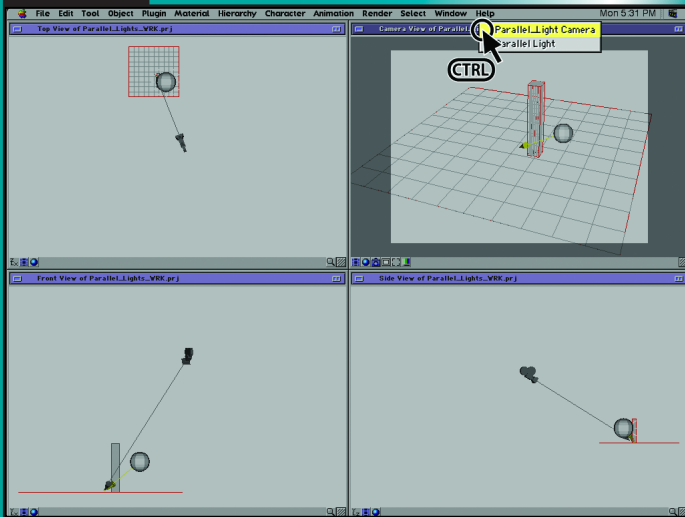 File Edit Tool Object Plugin Material Hierarchy Character Animation Render Select Window Help Mon 5:31 PM
Top View of Parallel_Lights_WRK.prj
Camera View of Parallel_
Parallel_Light Camera
Parallel Light
CTRL
Front View of Parallel_Lights_WRK.prj
Side View of Parallel_Lights_WRK.prj